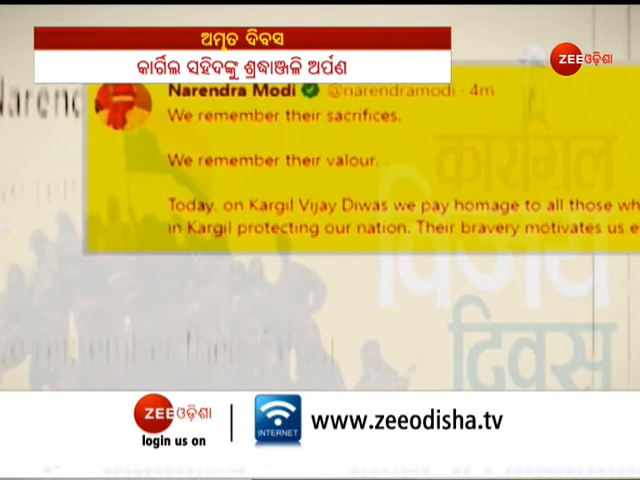 ଅମୃତ ଦିବସ
କାର୍ଗିଲ ସହିଦଙ୍କୁ ଶ୍ରଦ୍ଧାଞ୍ଜଳି ଅର୍ପଣ
ZEE ଓଡ଼ିଶା
Narendra Modi @narendramodi · 4m
We remember their sacrifices.
We remember their valour.
Today, on Kargil Vijay Diwas we pay homage to all those
in Kargil protecting our nation. Their bravery motivates us
कारगिल
विजय
दिवस
ZEE ଓଡ଼ିଶା
login us on
INTERNET
www.zeeodisha.tv